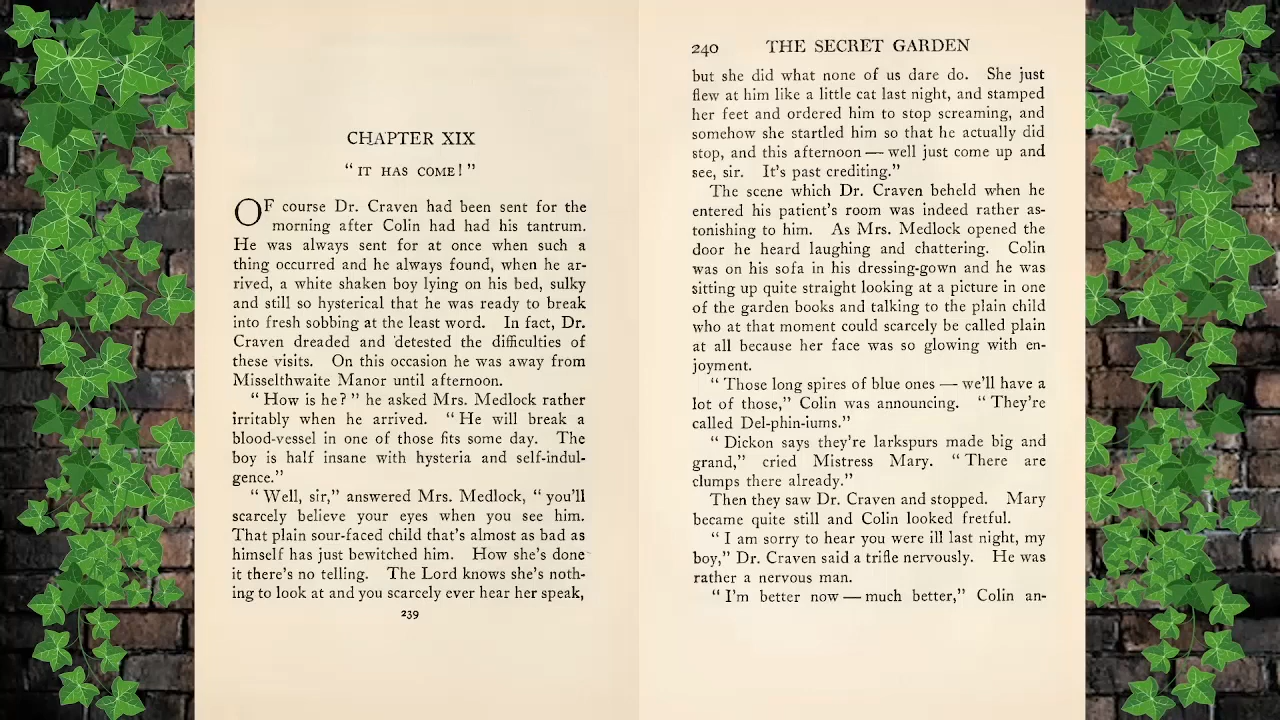 CHAPTER XIX
“ IT HAS COME! ”
OF course Dr. Craven had been sent for the
morning after Colin had had his tantrum.
He was always sent for at once when such a
thing occurred and he always found, when he ar-
rived, a white shaken boy lying on his bed, sulky
and still so hysterical that he was ready to break
into fresh sobbing at the least word. In fact, Dr.
Craven dreaded and detested the difficulties of
these visits. On this occasion he was away from
Misselthwaite Manor until afternoon.
“ How is he? ” he asked Mrs. Medlock rather
irritably when he arrived. “ He will break a
blood-vessel in one of those fits some day. The
boy is half insane with hysteria and self-indul-
gence.”
“ Well, sir,” answered Mrs. Medlock, “ you’ll
scarcely believe your eyes when you see him.
That plain sour-faced child that’s almost as bad as
himself has just bewitched him. How she’s done
it there’s no telling. The Lord knows she’s noth-
ing to look at and you scarcely ever hear her speak,
239
240 THE SECRET GARDEN
but she did what none of us dare do. She just
flew at him like a little cat last night, and stamped
her feet and ordered him to stop screaming, and
somehow she startled him so that he actually did
stop, and this afternoon — well just come up and
see, sir. It’s past crediting.”
The scene which Dr. Craven beheld when he
entered his patient’s room was indeed rather as-
tonishing to him. As Mrs. Medlock opened the
door he heard laughing and chattering. Colin
was on his sofa in his dressing-gown and he was
sitting up quite straight looking at a picture in one
of the garden books and talking to the plain child
who at that moment could scarcely be called plain
at all because her face was so glowing with en-
joyment.
“ Those long spires of blue ones — we’ll have a
lot of those,” Colin was announcing. “ They’re
called Del-phin-iums.”
“ Dickon says they’re larkspurs made big and
grand,” cried Mistress Mary. “ There are
clumps there already.”
Then they saw Dr. Craven and stopped. Mary
became quite still and Colin looked fretful.
“ I am sorry to hear you were ill last night, my
boy,” Dr. Craven said a trifle nervously. He was
rather a nervous man.
“ I’m better now — much better,” Colin an-